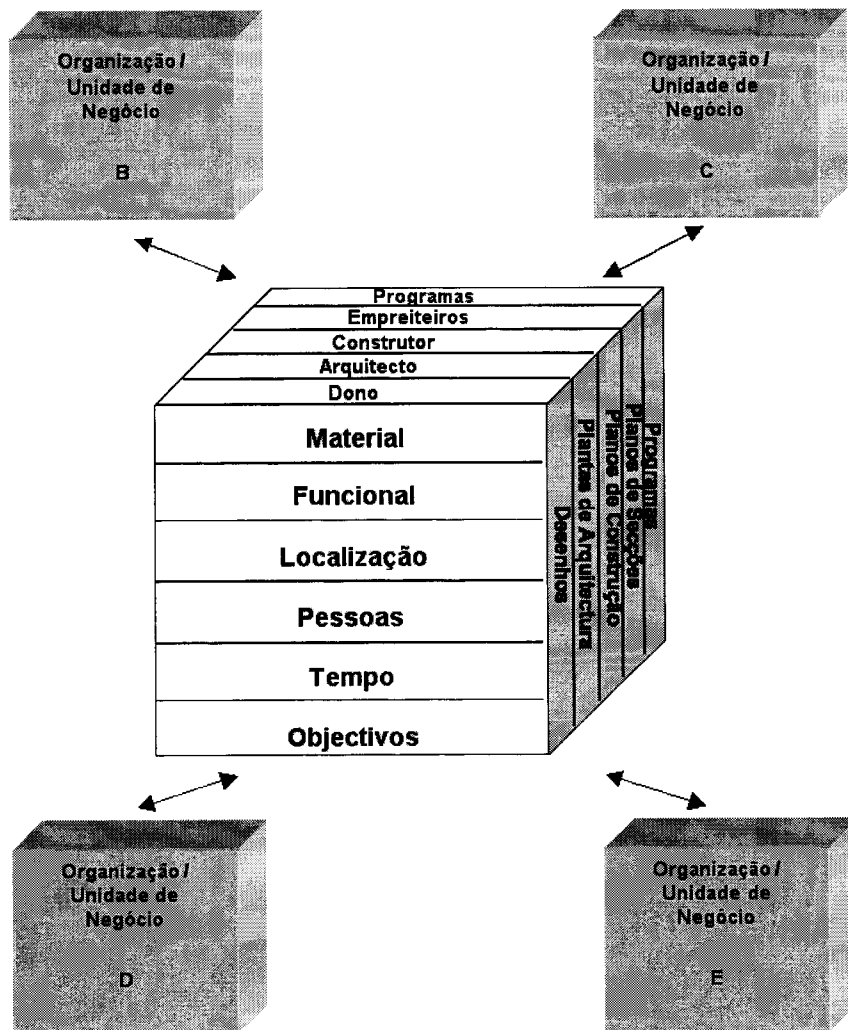 Organização /
Unidade de
Negócio
B
Organização /
Unidade de
Negócio
C
Programas
Empreiteiros
Construtor
Arquitecto
Dono
Material
Funcional
Localização
Pessoas
Tempo
Objectivos
Desenhos
Plantas de Arquitectura
Planos de Construção
Planos de Secções
Programas
Organização /
Unidade de
Negócio
D
Organização /
Unidade de
Negócio
E